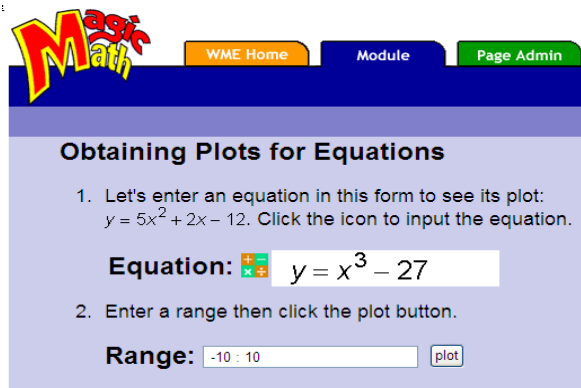 Magic
Math
WME Home
Module
Page Admin
Obtaining Plots for Equations
1. Let's enter an equation in this form to see its plot:
y = 5x² + 2x – 12. Click the icon to input the equation.
Equation: y = x³ – 27
2. Enter a range then click the plot button.
Range: -10 : 10 plot